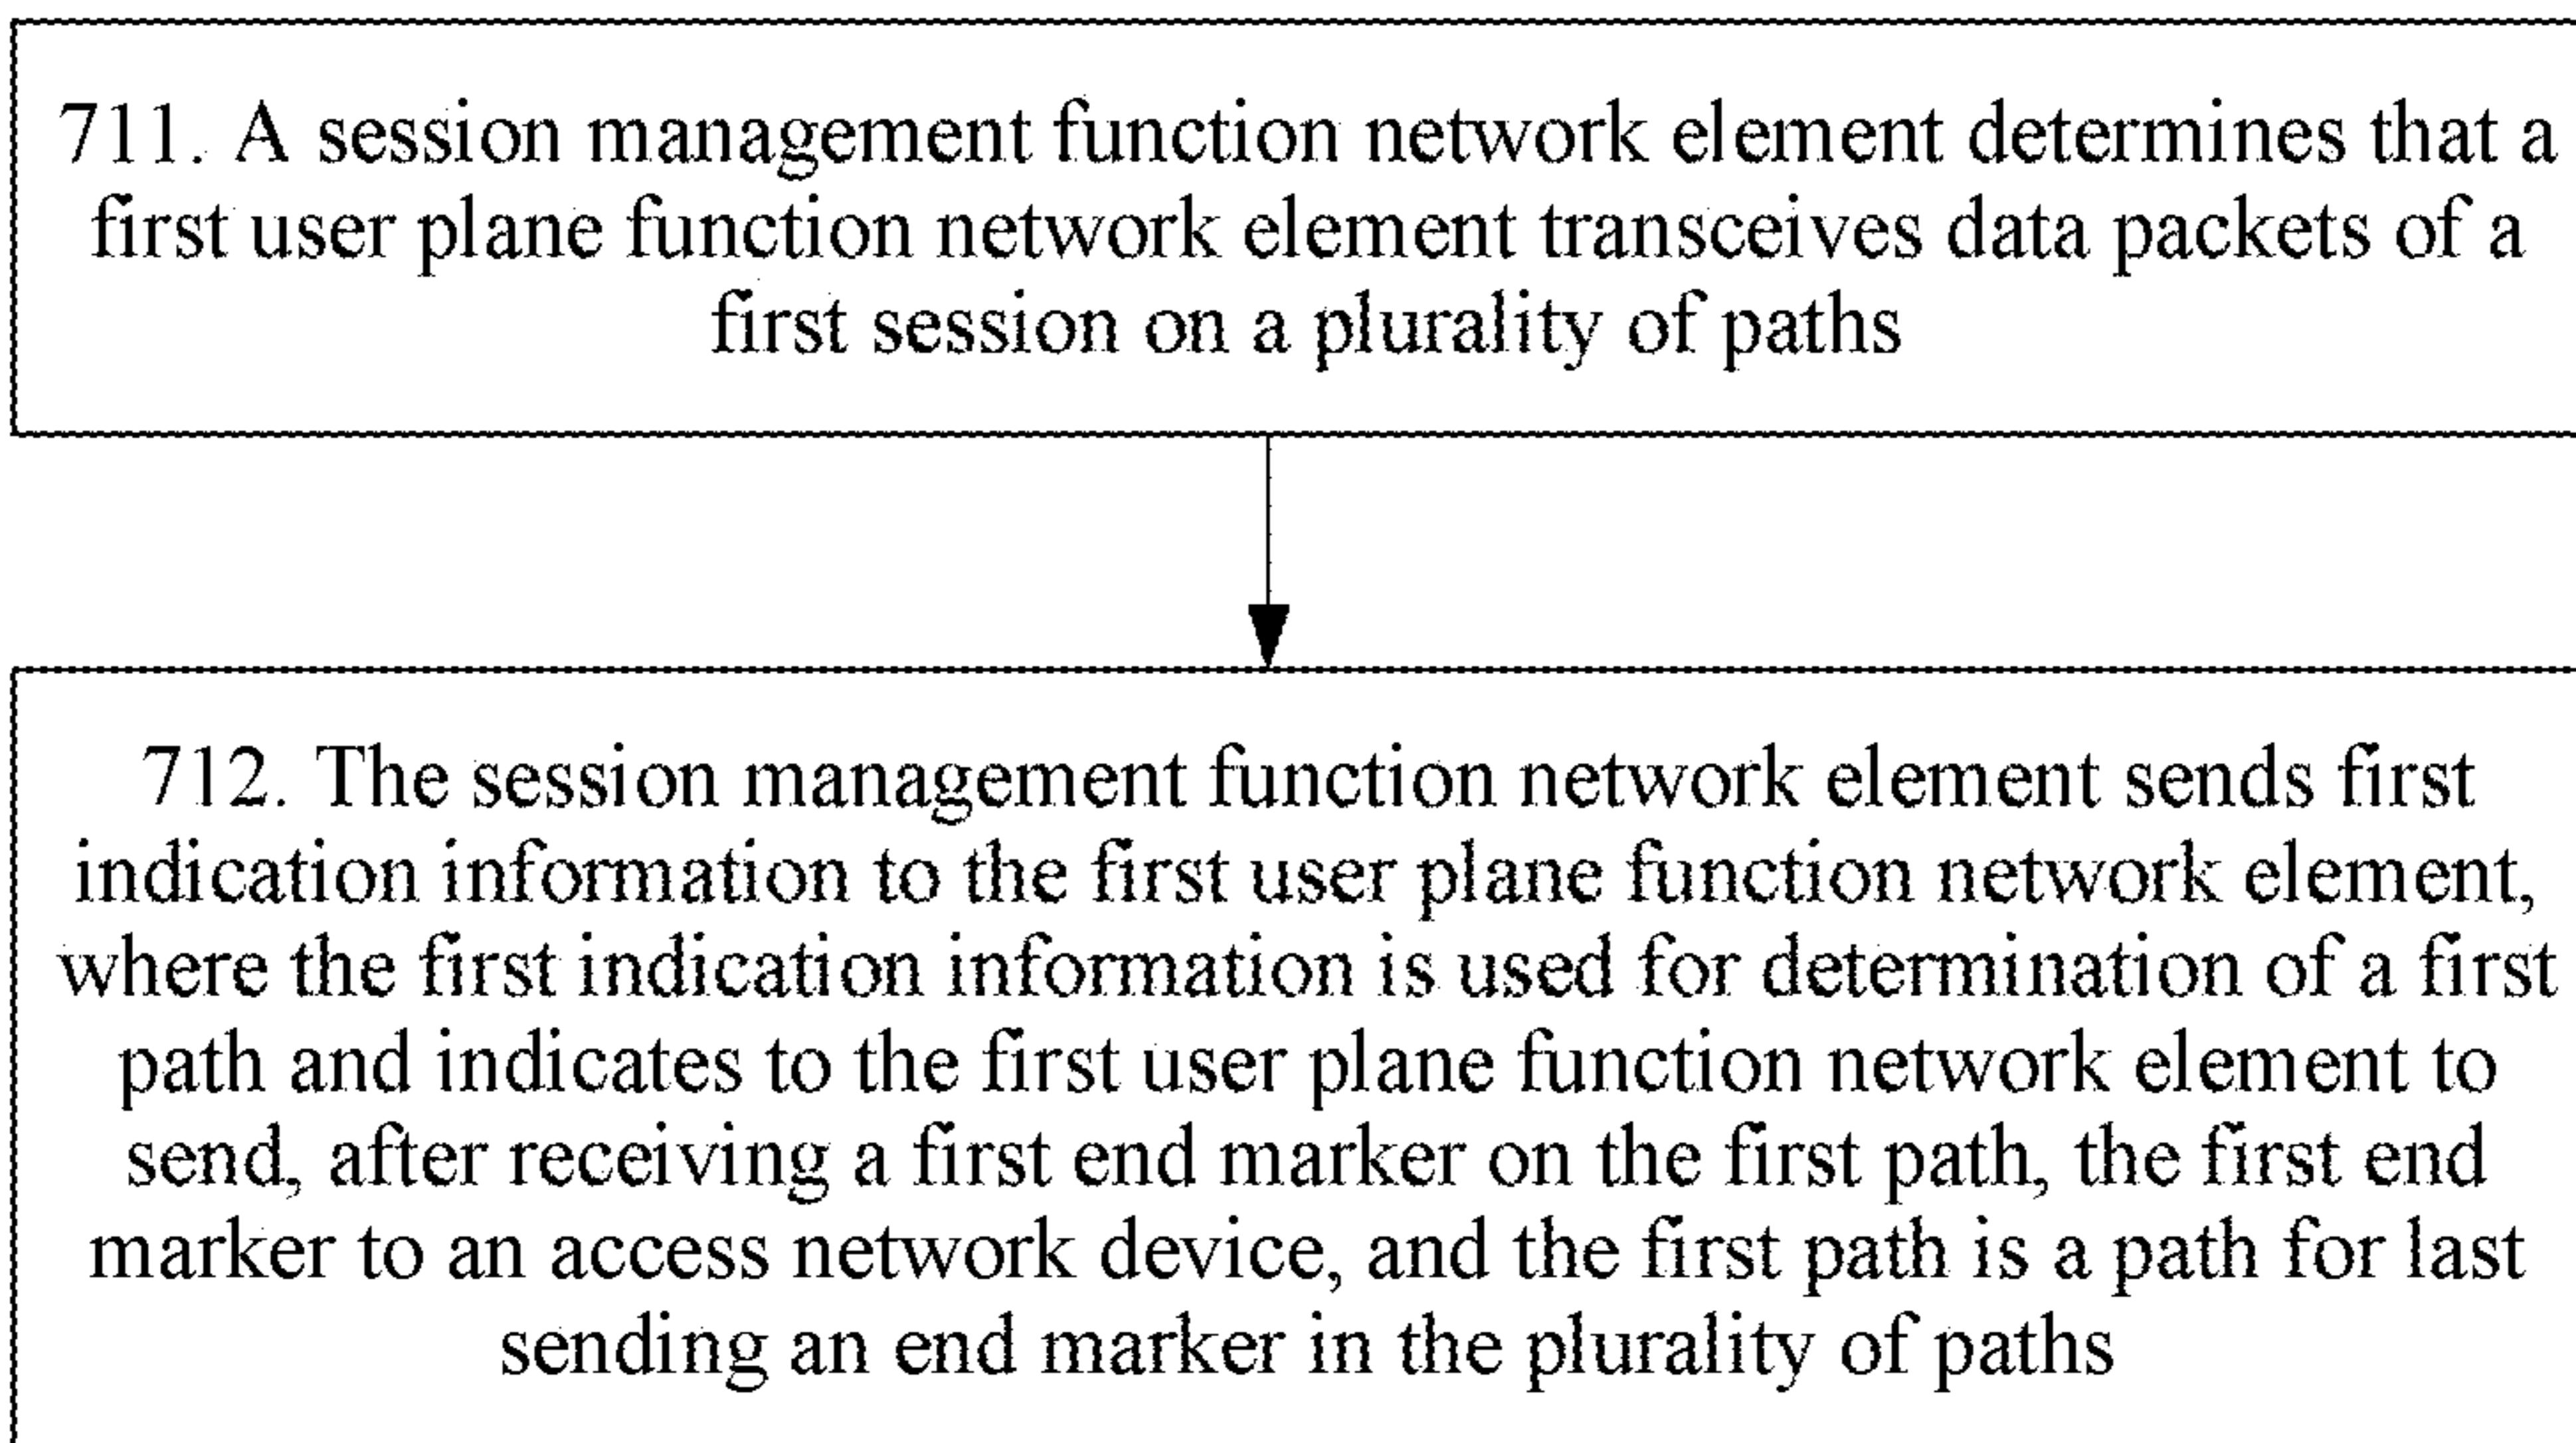 711. A session management function network element determines that a
first user plane function network element transceives data packets of a
first session on a plurality of paths
712. The session management function network element sends first
indication information to the first user plane function network element,
where the first indication information is used for determination of a first
path and indicates to the first user plane function network element to
send, after receiving a first end marker on the first path, the first end
marker to an access network device, and the first path is a path for last
sending an end marker in the plurality of paths